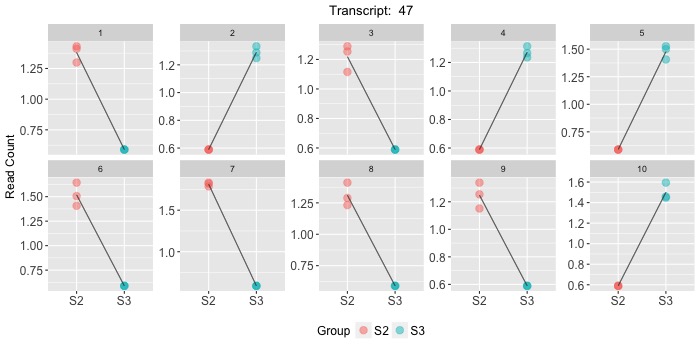 Transcript: 47
1 2 3 4 5
1.25 1.2 1.2 1.2 1.50
1.00 1.0 1.0 1.0 1.25
0.75 0.8 0.8 0.8 1.00
0.6 0.6 0.6 0.75
Read Count
6 7 8 9 10
1.50 1.5 1.25 1.4 1.6
1.25 1.0 1.00 1.2 1.4
1.00 0.75 1.0 1.2
0.75 0.8 1.0
0.6 0.8
0.6
S2 S3 S2 S3 S2 S3 S2 S3 S2 S3
Group S2 S3